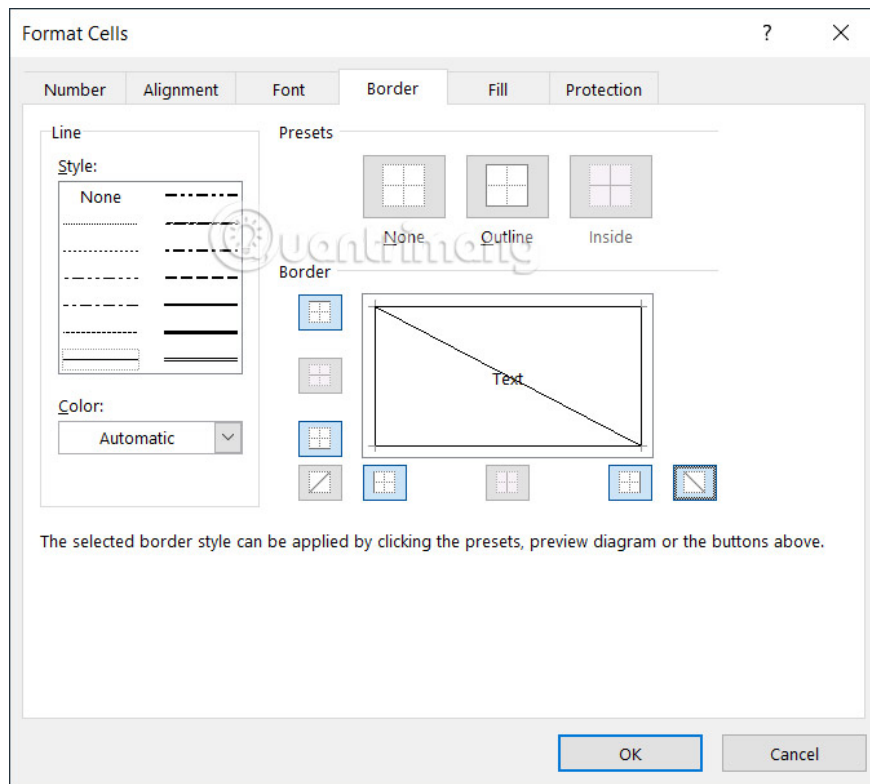 Format Cells ?
Number Alignment Font Border Fill Protection
Line
Style:
None
Color:
Automatic
Presets
None Outline Inside
Quantrimang
Border
Text
The selected border style can be applied by clicking the presets, preview diagram or the buttons above.
OK Cancel